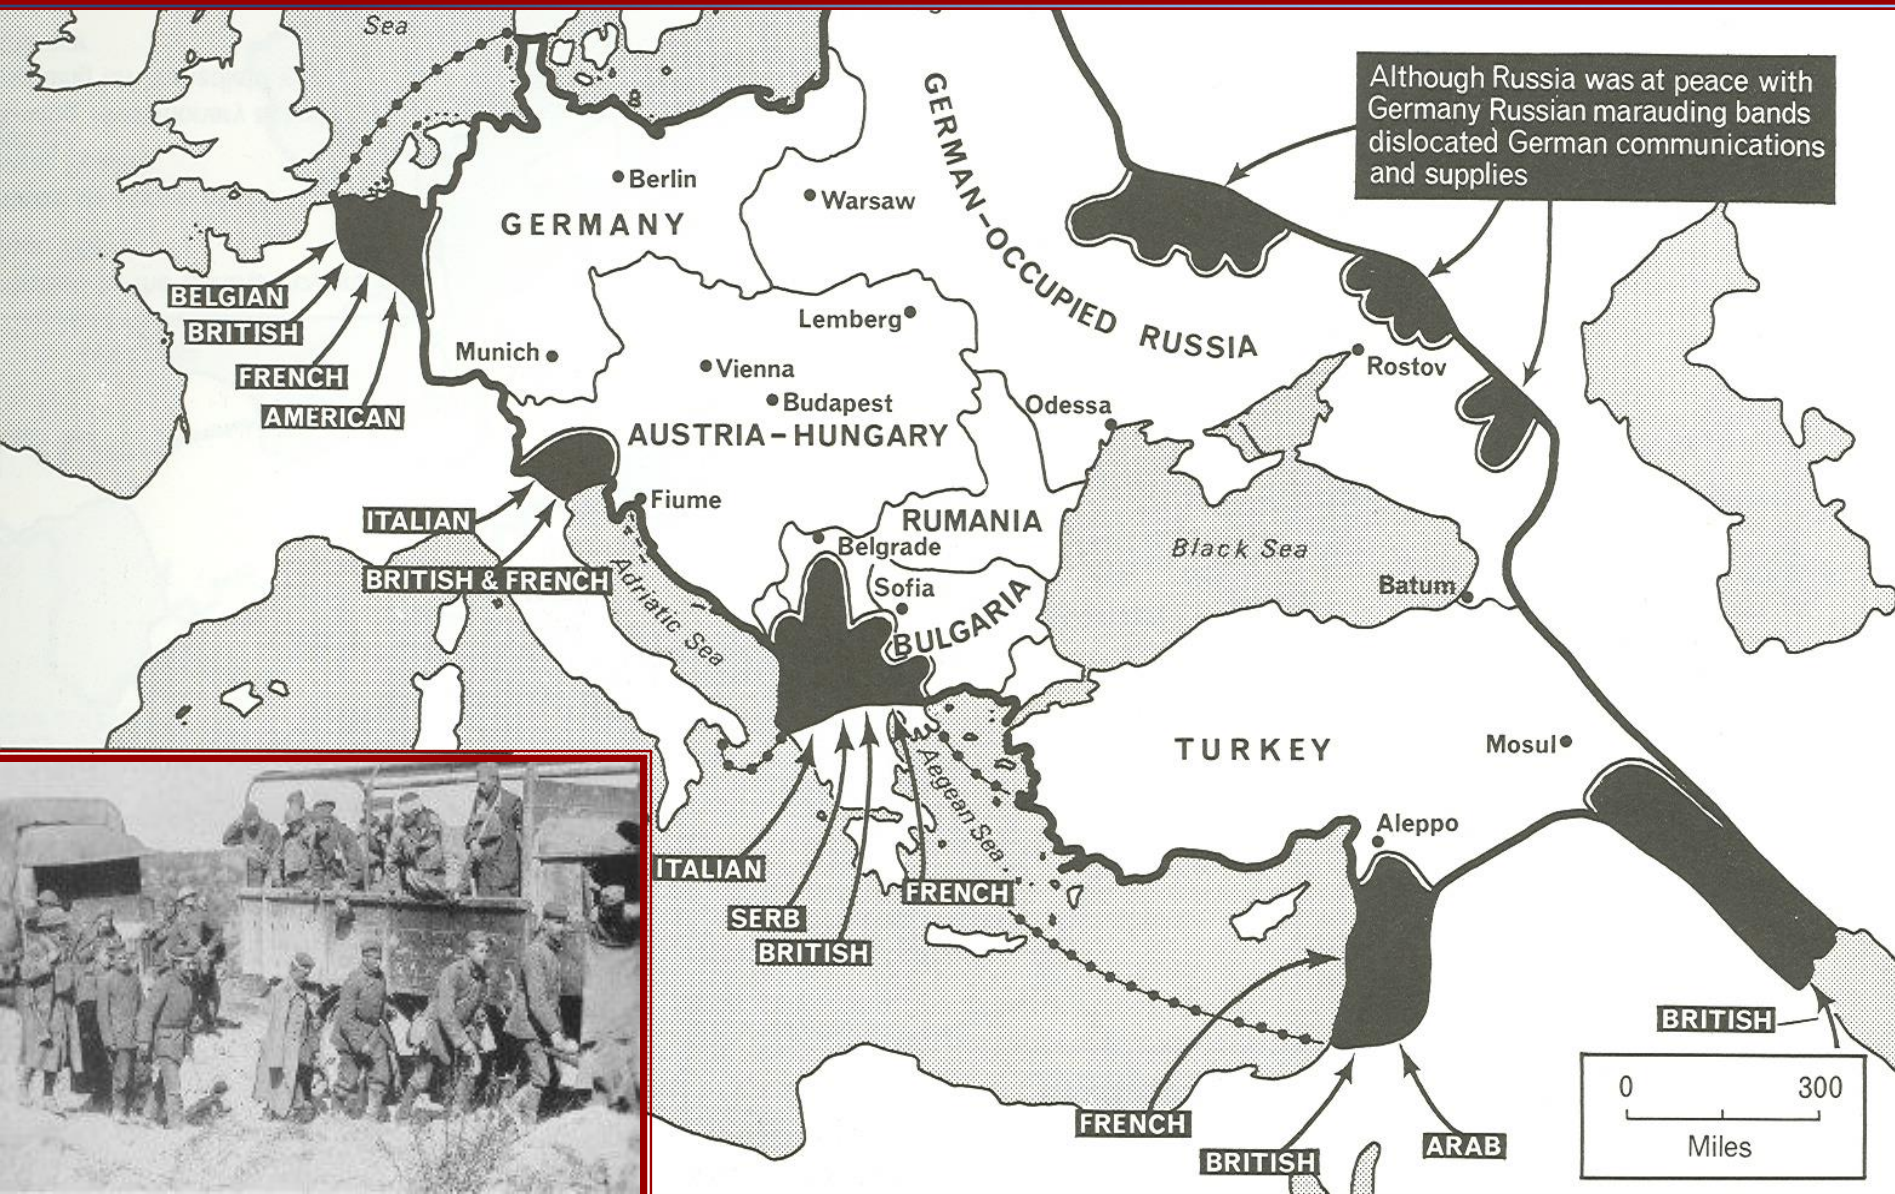 Sea
Although Russia was at peace with
Germany Russian marauding bands
dislocated German communications
and supplies
GERMAN-OCCUPIED RUSSIA
Berlin
Warsaw
GERMANY
BELGIAN
BRITISH
FRENCH
AMERICAN
Munich
Lemberg
Vienna
Budapest
AUSTRIA-HUNGARY
Odessa
Rostov
ITALIAN
BRITISH & FRENCH
Fiume
Adriatic Sea
RUMANIA
Belgrade
Sofia
BULGARIA
Black Sea
Batum
TURKEY
Mosul
Aleppo
Aegean Sea
ITALIAN
SERB
BRITISH
FRENCH
FRENCH
BRITISH
ARAB
BRITISH
0 300
Miles